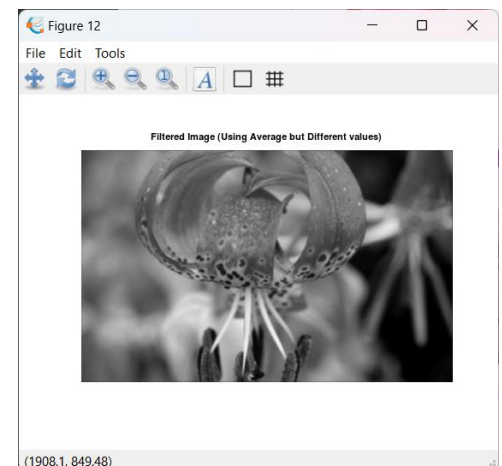 Figure 12
File Edit Tools
A
Filtered Image (Using Average but Different values)
(1908.1, 849.48)